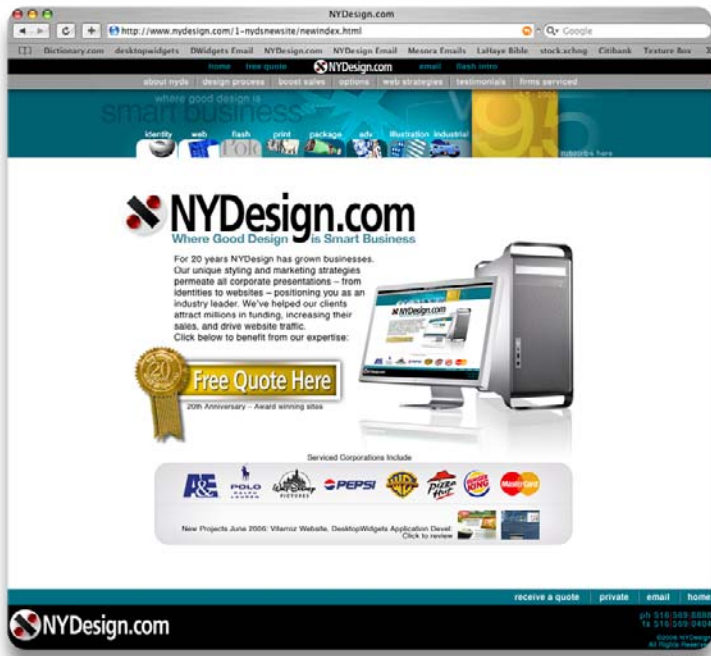 NYDesign.com
http://www.nydesign.com/1-nydsnewsite/newindex.html
Google
Dictionary.com desktopwidgets DWidgets Email NYDesign.com NYDesign Email Mesora Emails LaHaye Bible stock.xchng Citibank Texture Box
home free quote NYDesign.com email flash intro
about nyds design process boost sales options web strategies testimonials firms serviced
where good design is
smart business
identity web flash print package adv illustration industrial
subscribe here
NYDesign.com
Where Good Design is Smart Business
For 20 years NYDesign has grown businesses.
Our unique styling and marketing strategies
permeate all corporate presentations – from
identities to websites – positioning you as an
industry leader. We've helped our clients
attract millions in funding, increasing their
sales, and drive website traffic.
Click below to benefit from our expertise:
20
Free Quote Here
20th Anniversary – Award winning sites
Serviced Corporations Include
A&E
POLO
RALPH LAUREN
WALT DISNEY
PICTURES
PEPSI
WB
Pizza
Hut
BURGER
KING
MasterCard
New Projects June 2006: Vitarroz Website, DesktopWidgets Application Devel:
Click to review
receive a quote private email home
NYDesign.com
ph 516:569:8888
fx 516:569:0404
©2006 NYDesign
All Rights Reserved